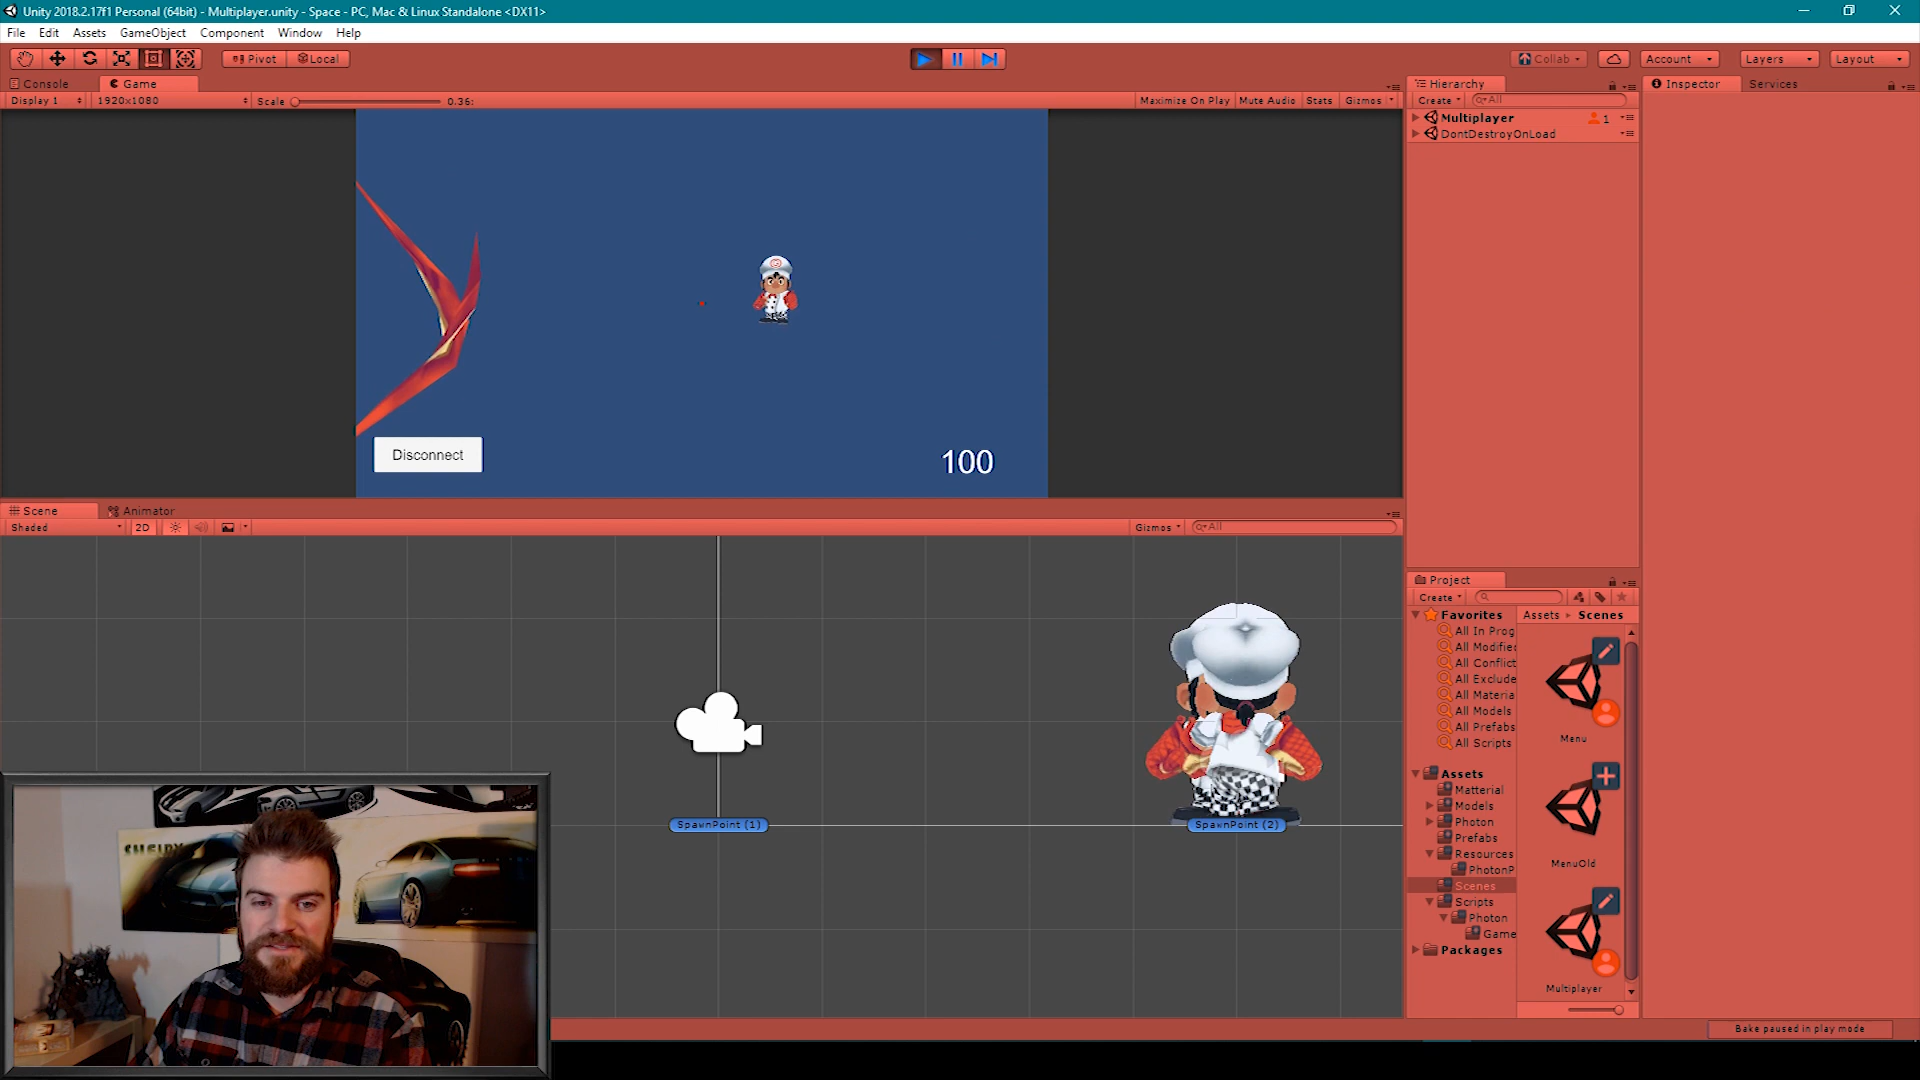 Unity 2018.2.17f1 Personal (64bit) - Multiplayer.unity - Space - PC, Mac & Linux Standalone <DX11>
File Edit Assets GameObject Component Window Help
Pivot Local Collab Account Layers Layout
Console Game
Display 1 1920x1080 Scale 0.36: Maximize On Play Mute Audio Stats Gizmos
Disconnect
100
Scene Animator
Shaded 2D Gizmos All
SpawnPoint (1)
SpawnPoint (2)
SHELBY
Hierarchy
Create All
Multiplayer 1
DontDestroyOnLoad
Project
Create
Favorites
All In Prog
All Modifie
All Conflict
All Exclude
All Materia
All Models
All Prefabs
All Scripts
Assets
Matterial
Models
Photon
Prefabs
Resources
PhotonP
Scenes
Scripts
Photon
Game
Packages
Assets Scenes
Menu
MenuOld
Multiplayer
Inspector Services
Bake paused in play mode